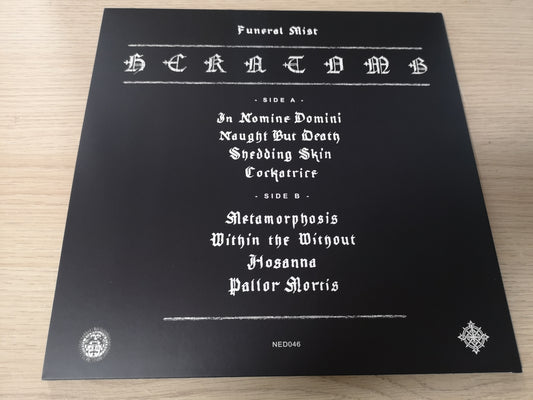 Funeral Mist
HEKATOMB
- SIDE A -
In Nomine Domini
Naught But Death
Shedding Skin
Cockatrice
- SIDE B -
Metamorphosis
Within the Without
Hosanna
Pallor Mortis
NED046